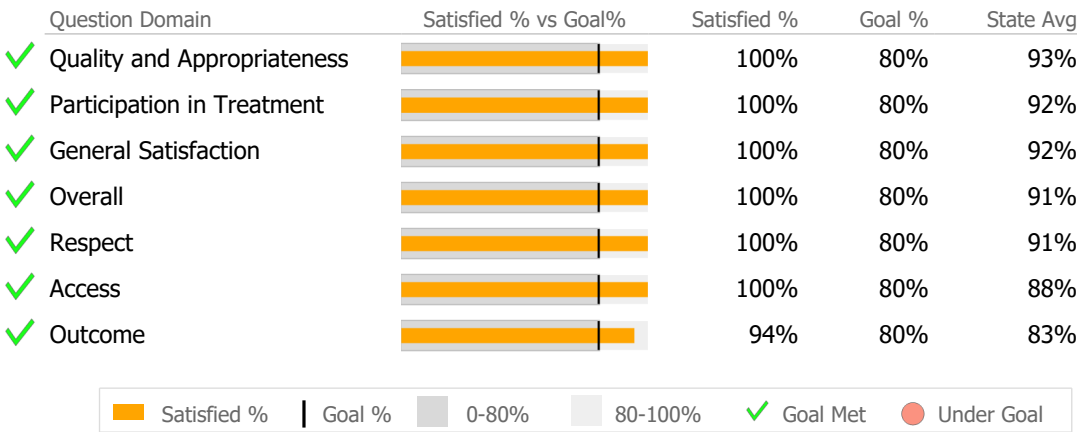 Question Domain Satisfied % vs Goal% Satisfied % Goal % State Avg
Quality and Appropriateness 100% 80% 93%
Participation in Treatment 100% 80% 92%
General Satisfaction 100% 80% 92%
Overall 100% 80% 91%
Respect 100% 80% 91%
Access 100% 80% 88%
Outcome 94% 80% 83%
Satisfied % Goal % 0-80% 80-100% Goal Met Under Goal